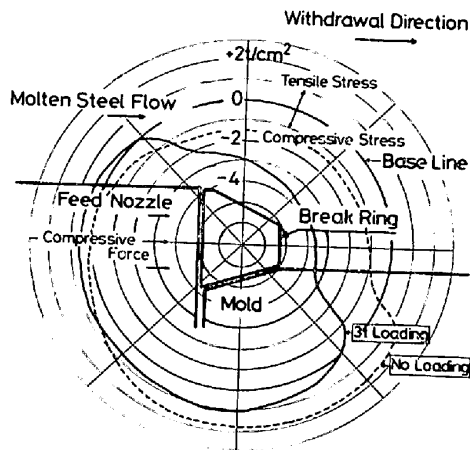 Withdrawal Direction
+2t/cm²
Tensile Stress
0
Molten Steel Flow
-2
Compressive Stress
Base Line
-4
Feed Nozzle
Break Ring
Compressive
Force
Mold
3t Loading
No Loading